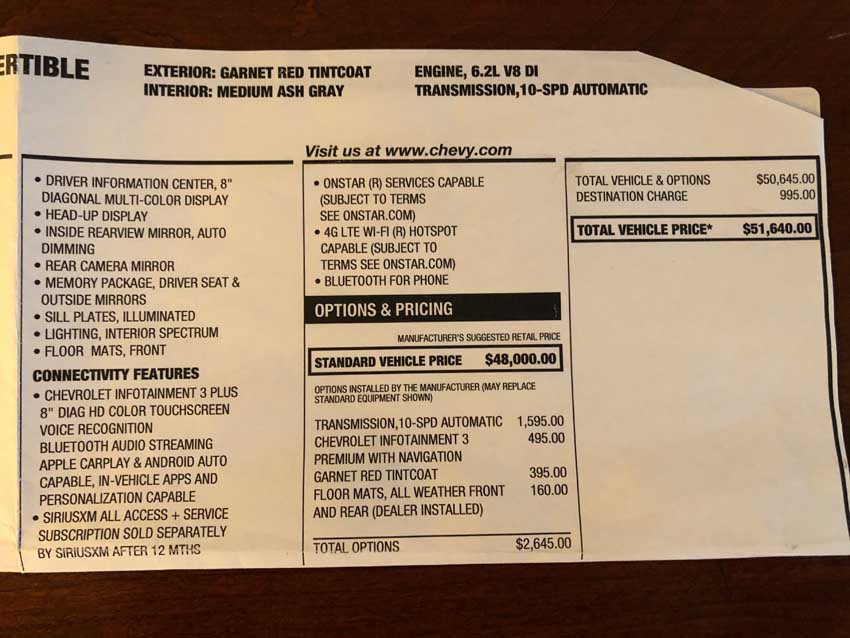 ERTIBLE
EXTERIOR: GARNET RED TINTCOAT
INTERIOR: MEDIUM ASH GRAY
ENGINE, 6.2L V8 DI
TRANSMISSION,10-SPD AUTOMATIC
Visit us at www.chevy.com
• DRIVER INFORMATION CENTER, 8"
DIAGONAL MULTI-COLOR DISPLAY
• HEAD-UP DISPLAY
• INSIDE REARVIEW MIRROR, AUTO
DIMMING
• REAR CAMERA MIRROR
• MEMORY PACKAGE, DRIVER SEAT &
OUTSIDE MIRRORS
• SILL PLATES, ILLUMINATED
• LIGHTING, INTERIOR SPECTRUM
• FLOOR MATS, FRONT
CONNECTIVITY FEATURES
• CHEVROLET INFOTAINMENT 3 PLUS
8" DIAG HD COLOR TOUCHSCREEN
VOICE RECOGNITION
BLUETOOTH AUDIO STREAMING
APPLE CARPLAY & ANDROID AUTO
CAPABLE, IN-VEHICLE APPS AND
PERSONALIZATION CAPABLE
• SIRIUSXM ALL ACCESS + SERVICE
SUBSCRIPTION SOLD SEPARATELY
BY SIRIUSXM AFTER 12 MTHS
• ONSTAR (R) SERVICES CAPABLE
(SUBJECT TO TERMS
SEE ONSTAR.COM)
• 4G LTE WI-FI (R) HOTSPOT
CAPABLE (SUBJECT TO
TERMS SEE ONSTAR.COM)
• BLUETOOTH FOR PHONE
OPTIONS & PRICING
MANUFACTURER'S SUGGESTED RETAIL PRICE
STANDARD VEHICLE PRICE $48,000.00
OPTIONS INSTALLED BY THE MANUFACTURER (MAY REPLACE
STANDARD EQUIPMENT SHOWN)
TRANSMISSION,10-SPD AUTOMATIC 1,595.00
CHEVROLET INFOTAINMENT 3 495.00
PREMIUM WITH NAVIGATION
GARNET RED TINTCOAT 395.00
FLOOR MATS, ALL WEATHER FRONT 160.00
AND REAR (DEALER INSTALLED)
TOTAL OPTIONS $2,645.00
TOTAL VEHICLE & OPTIONS $50,645.00
DESTINATION CHARGE 995.00
TOTAL VEHICLE PRICE* $51,640.00